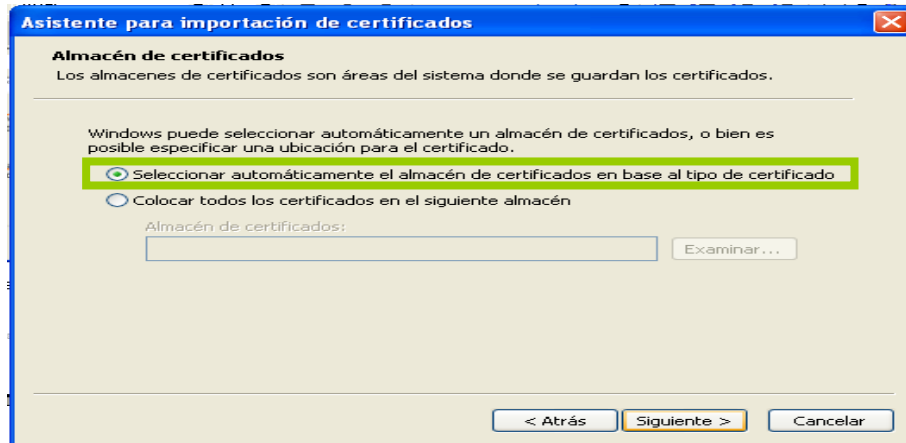 Asistente para importación de certificados
Almacén de certificados
Los almacenes de certificados son áreas del sistema donde se guardan los certificados.
Windows puede seleccionar automáticamente un almacén de certificados, o bien es
posible especificar una ubicación para el certificado.
Seleccionar automáticamente el almacén de certificados en base al tipo de certificado
Colocar todos los certificados en el siguiente almacén
Almacén de certificados:
Examinar...
< Atrás
Siguiente >
Cancelar